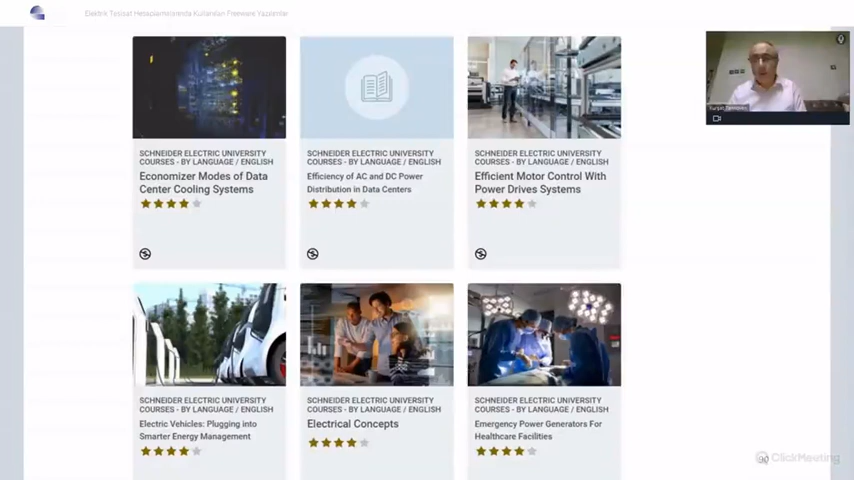 Elektrik Tesisat Hesaplamalarında Kullanılan Freeware Yazılımlar
SCHNEIDER ELECTRIC UNIVERSITY
COURSES - BY LANGUAGE / ENGLISH
Economizer Modes of Data
Center Cooling Systems
SCHNEIDER ELECTRIC UNIVERSITY
COURSES - BY LANGUAGE / ENGLISH
Efficiency of AC and DC Power
Distribution in Data Centers
SCHNEIDER ELECTRIC UNIVERSITY
COURSES - BY LANGUAGE / ENGLISH
Efficient Motor Control With
Power Drives Systems
SCHNEIDER ELECTRIC UNIVERSITY
COURSES - BY LANGUAGE / ENGLISH
Electric Vehicles: Plugging into
Smarter Energy Management
SCHNEIDER ELECTRIC UNIVERSITY
COURSES - BY LANGUAGE / ENGLISH
Electrical Concepts
SCHNEIDER ELECTRIC UNIVERSITY
COURSES - BY LANGUAGE / ENGLISH
Emergency Power Generators For
Healthcare Facilities
90
ClickMeeting